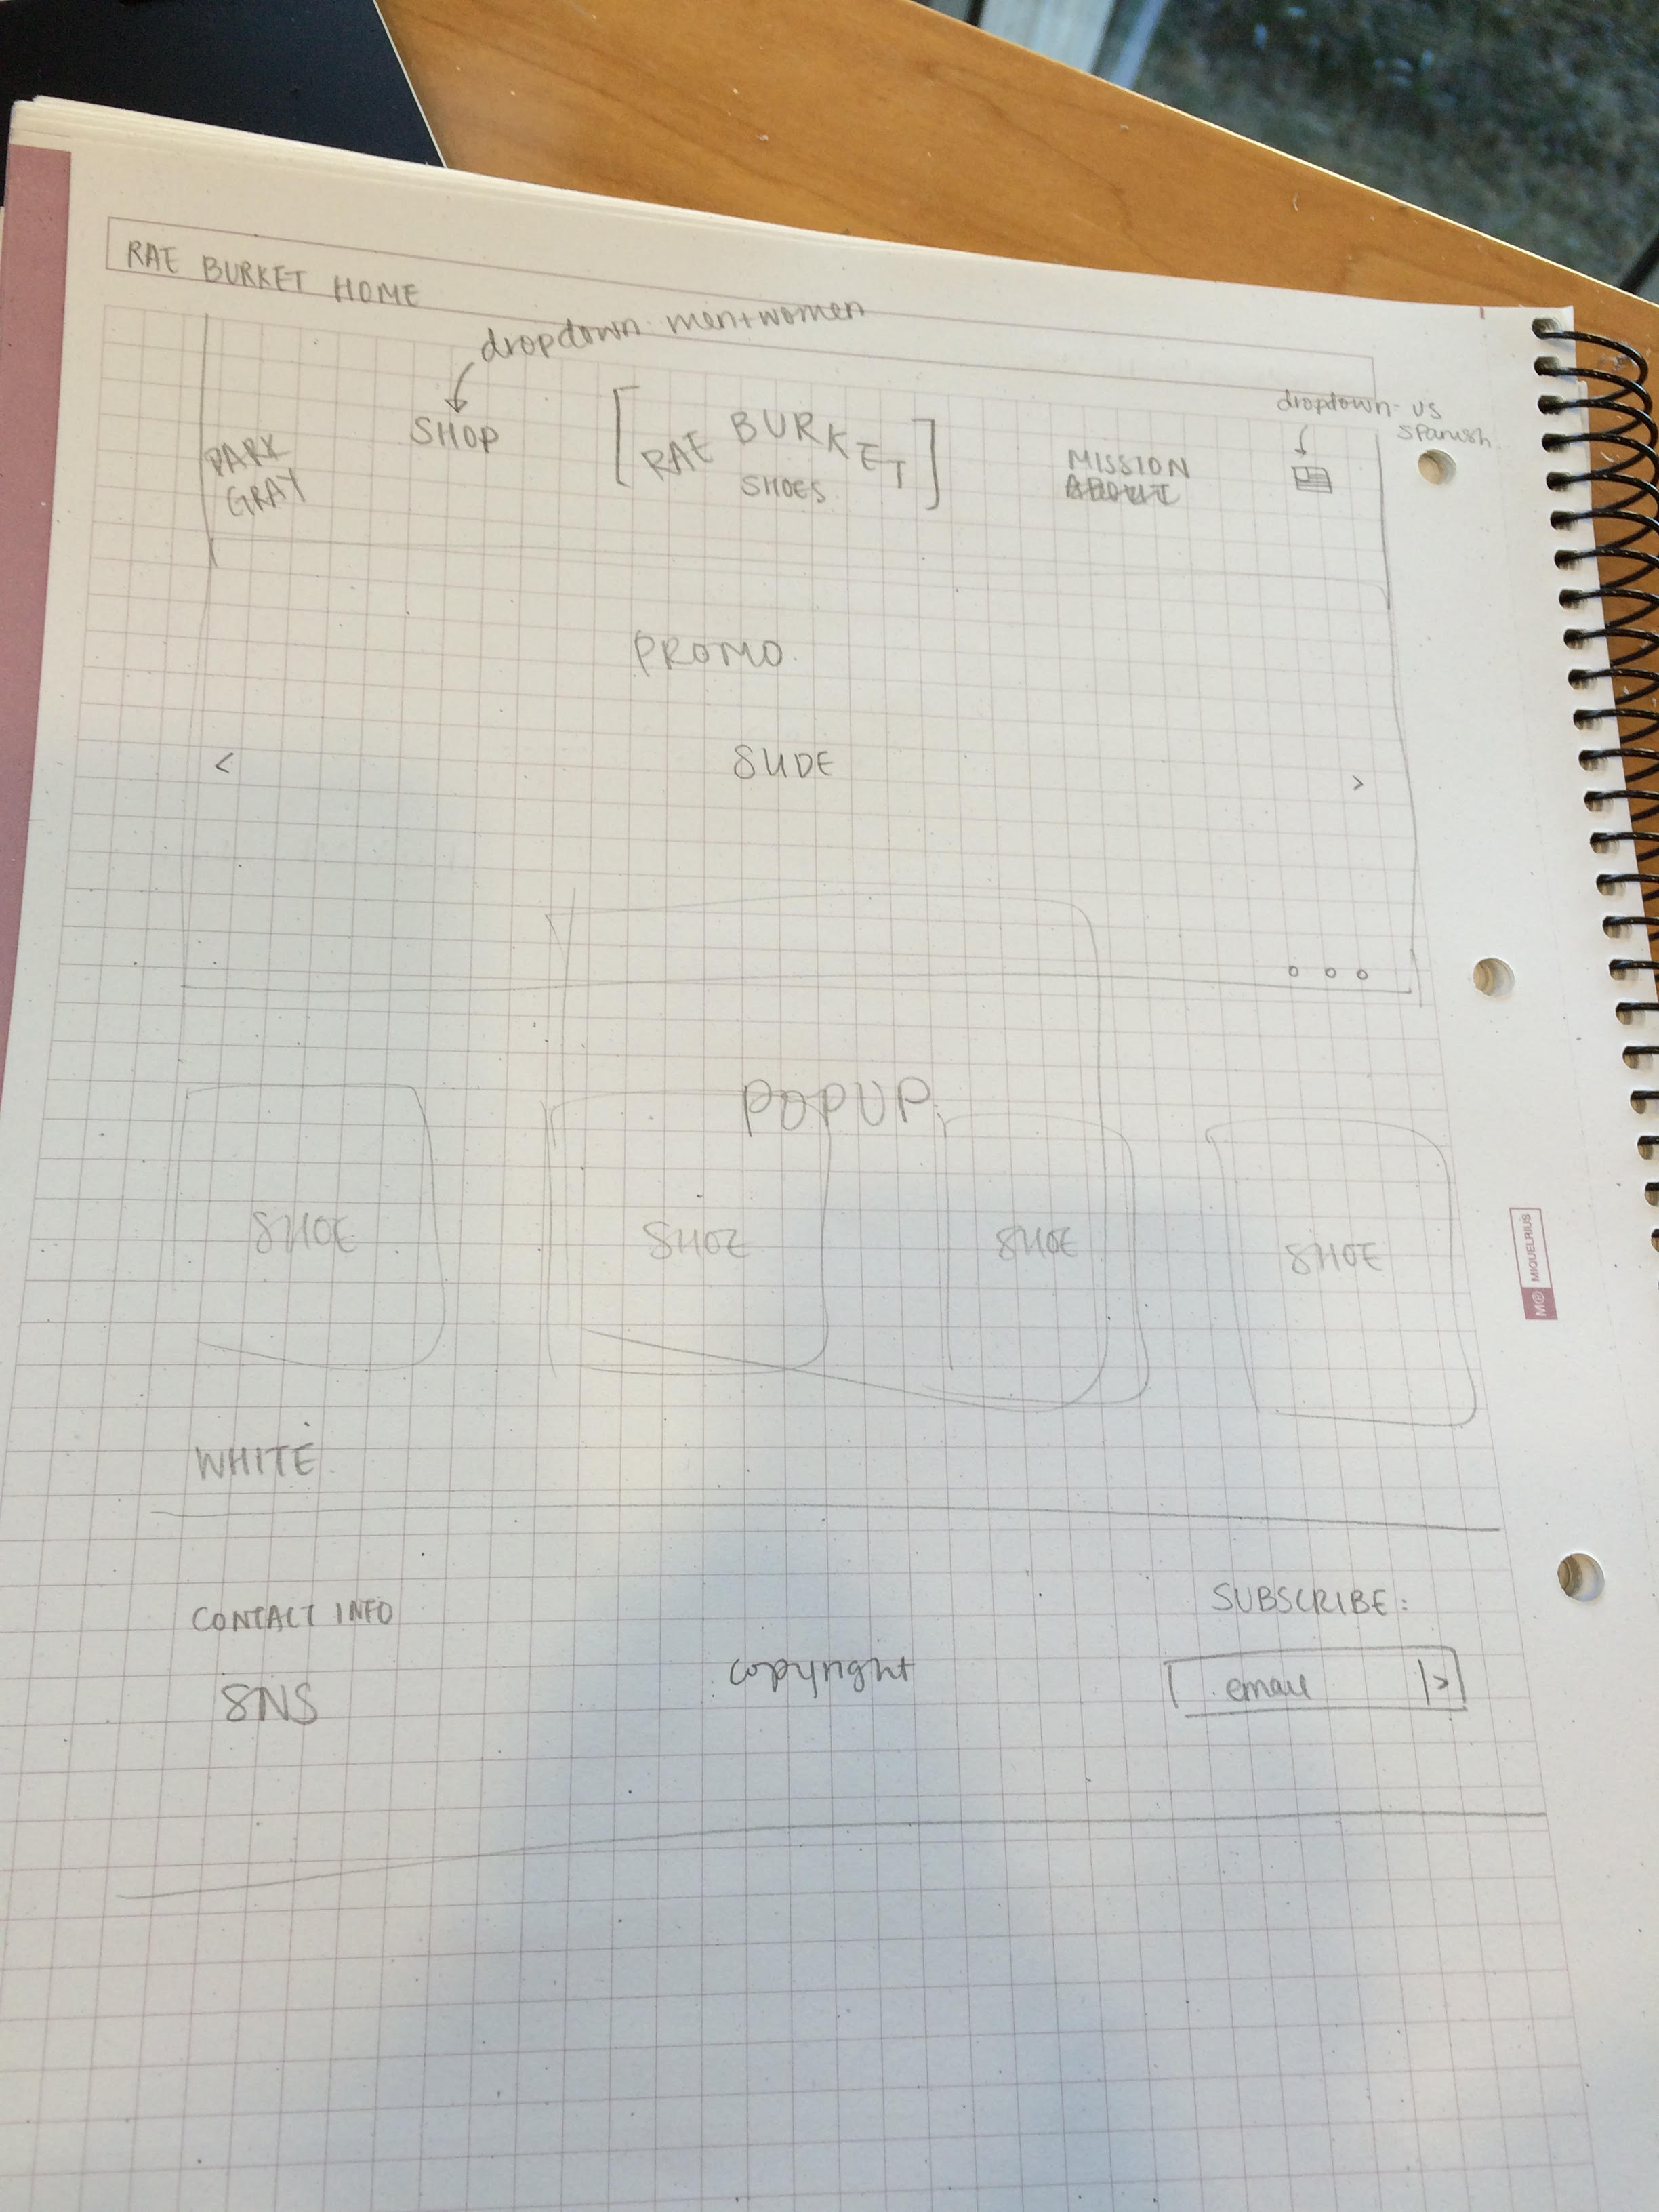 RAE BURKET HOME
dropdown: men+women
dropdown- US
spanish
SHOP
[RAE BURKET]
SHOES
DARK
GRAY
MISSION
ABOUT
PROMO
<
SLIDE
>
POPUP
SHOE
SHOE
SHOE
SHOE
M® MIQUELRIUS
WHITE
CONTACT INFO
SUBSCRIBE:
SNS
copyright
email |>|